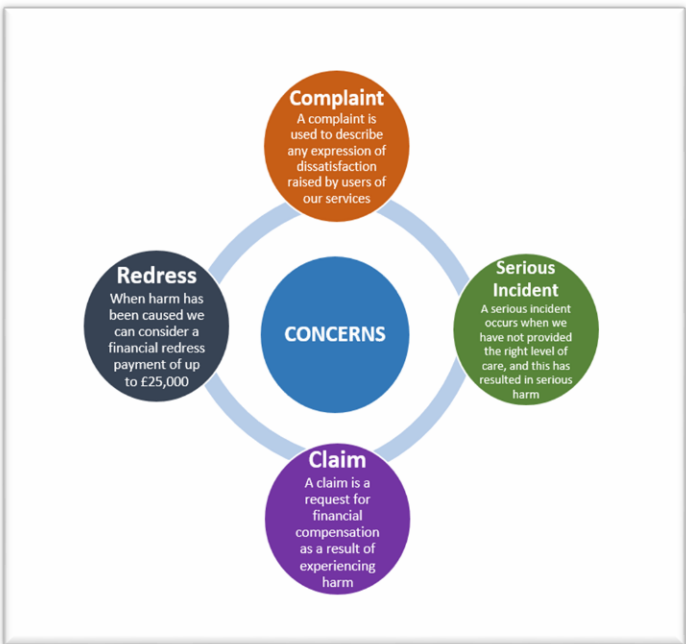 Complaint
A complaint is
used to describe
any expression of
dissatisfaction
raised by users of
our services
Redress
When harm has
been caused we
can consider a
financial redress
payment of up
to £25,000
CONCERNS
Serious
Incident
A serious incident
occurs when we
have not provided
the right level of
care, and this has
resulted in serious
harm
Claim
A claim is a
request for
financial
compensation
as a result of
experiencing
harm